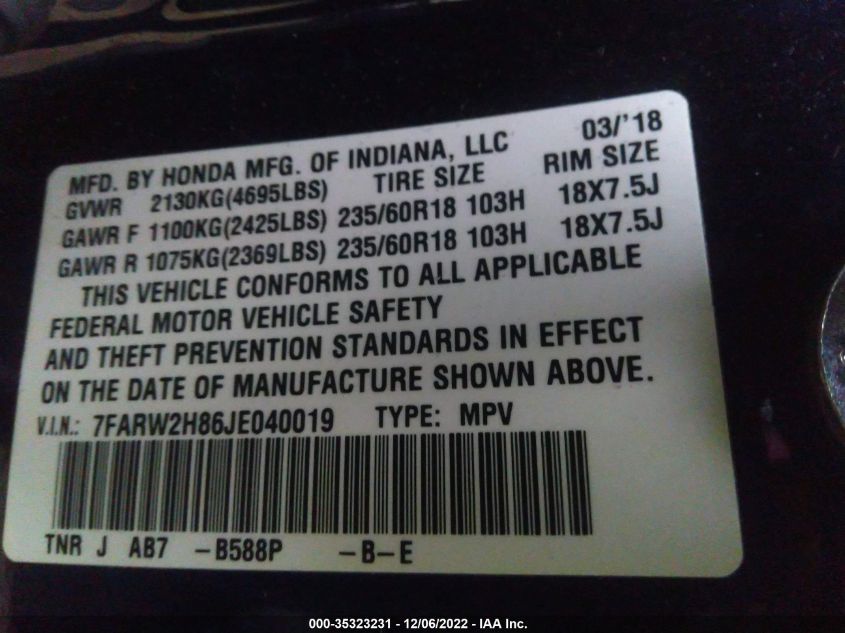 MFD. BY HONDA MFG. OF INDIANA, LLC 03/'18
GVWR 2130KG(4695LBS) TIRE SIZE RIM SIZE
GAWR F 1100KG(2425LBS) 235/60R18 103H 18X7.5J
GAWR R 1075KG(2369LBS) 235/60R18 103H 18X7.5J
THIS VEHICLE CONFORMS TO ALL APPLICABLE
FEDERAL MOTOR VEHICLE SAFETY
AND THEFT PREVENTION STANDARDS IN EFFECT
ON THE DATE OF MANUFACTURE SHOWN ABOVE.
V.I.N.: 7FARW2H86JE040019 TYPE: MPV
TNR J AB7 -B588P -B-E
000-35323231 - 12/06/2022 - IAA Inc.